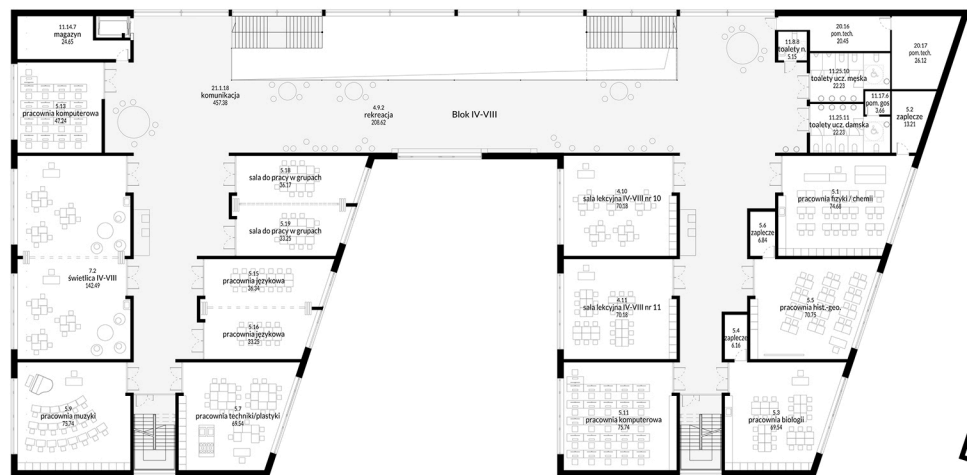 11.14.7
magazyn
24.65
5.13
pracownia komputerowa
47.24
21.1.18
komunikacja
457.38
4.9.2
rekreacja
208.62
Blok IV-VIII
11.8.8
toalety n.
5.15
20.16
pom.tech.
20.45
20.17
pom.tech.
26.12
11.25.10
toalety ucz. męska
22.23
11.17.6
pom. gos
3.66
11.25.11
toalety ucz. damska
22.23
5.2
zaplecze
13.21
5.18
sala do pracy w grupach
36.17
5.19
sala do pracy w grupach
33.25
4.10
sala lekcyjna IV-VIII nr 10
70.18
5.1
pracownia fizyki / chemii
74.68
5.6
zaplecze
6.84
7.2
świetlica IV-VIII
142.49
5.15
pracownia językowa
36.34
5.16
pracownia językowa
33.25
4.11
sala lekcyjna IV-VIII nr 11
70.18
5.5
pracownia hist.-geo.
70.75
5.4
zaplecze
6.16
5.9
pracownia muzyki
75.74
5.7
pracownia techniki/plastyki
69.54
5.11
pracownia komputerowa
75.74
5.3
pracownia biologii
69.54